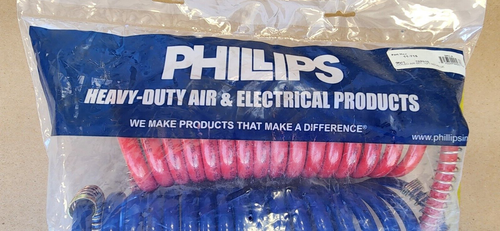 PHILLIPS
HEAVY-DUTY AIR & ELECTRICAL PRODUCTS
WE MAKE PRODUCTS THAT MAKE A DIFFERENCE®
www.phillipsin